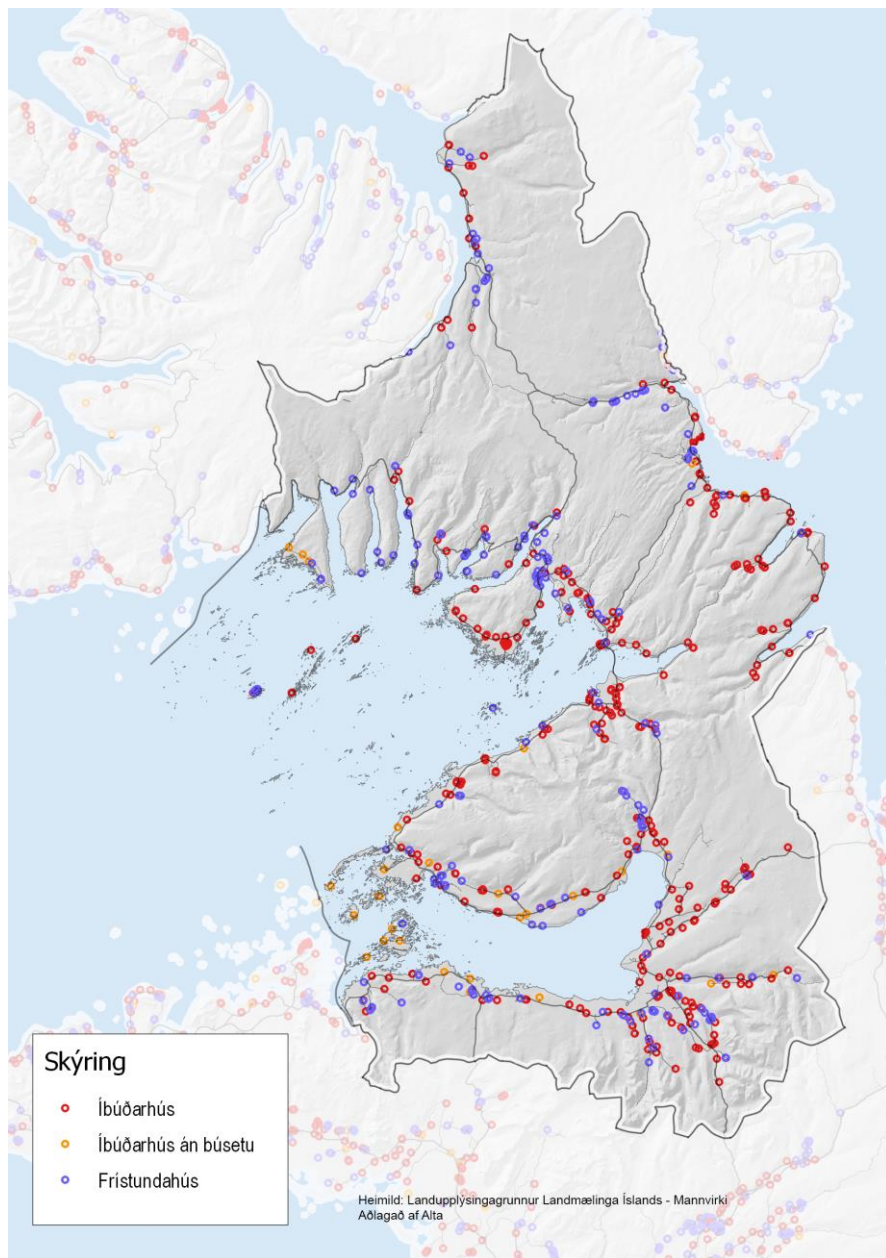 Skýring
Íbúðarhús
Íbúðarhús án búsetu
Frístundahús
Heimild: Landupplýsingagrunnur Landmælinga Íslands - Mannvirki
Aðlagað af Alta